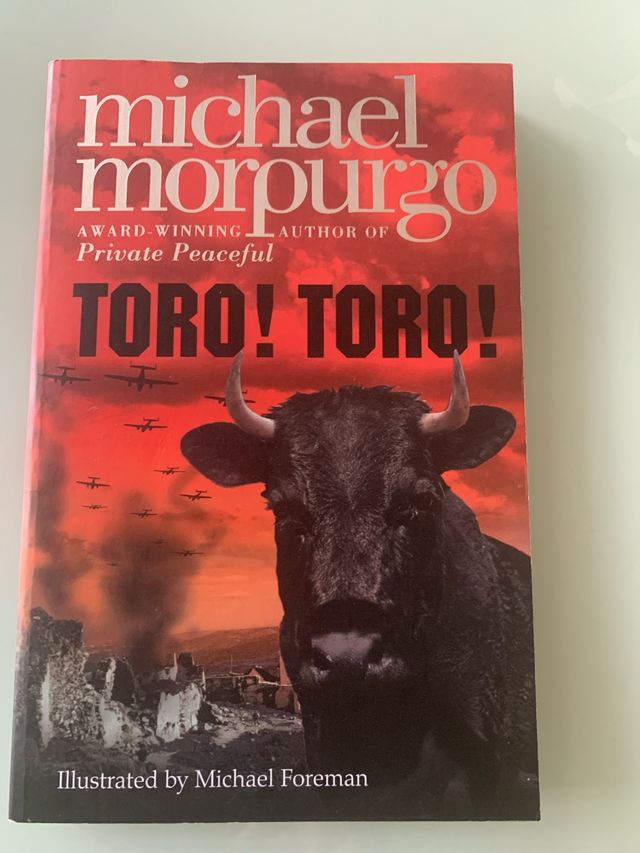 michael
morpurgo
AWARD-WINNING AUTHOR OF
Private Peaceful
TORO! TORO!
Illustrated by Michael Foreman